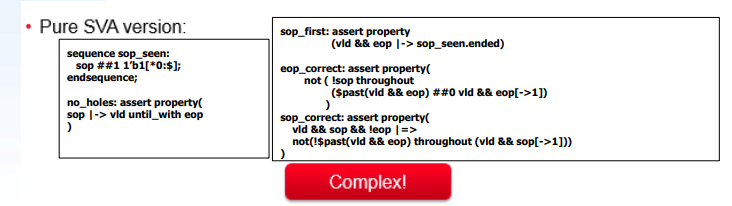 • Pure SVA version:
sequence sop_seen:
sop ##1 1'b1[*0:$];
endsequence;
no_holes: assert property(
sop |-> vld until_with eop
)
sop_first: assert property
(vld && eop |-> sop_seen.ended)
eop_correct: assert property(
not ( !sop throughout
($past(vld && eop) ##0 vld && eop[->1])
)
sop_correct: assert property(
vld && sop && !eop |=>
not(!$past(vld && eop) throughout (vld && sop[->1]))
)
Complex!